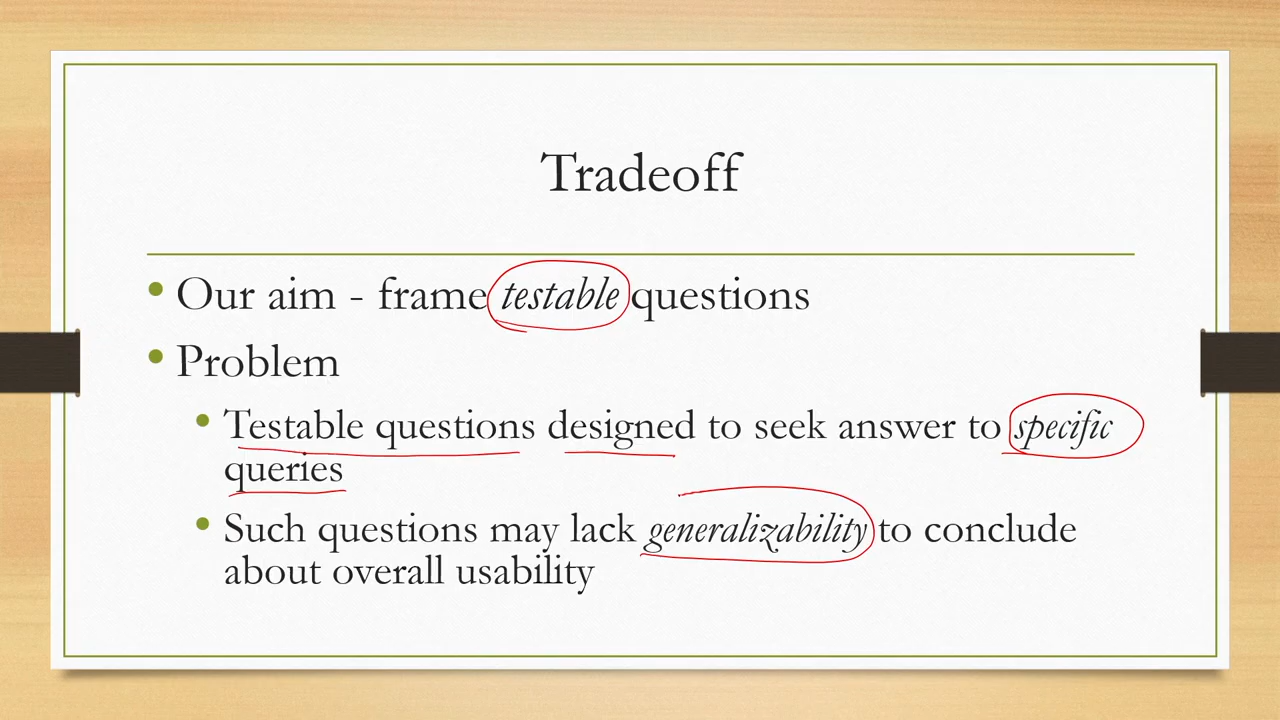 Tradeoff
• Our aim - frame testable questions
• Problem
• Testable questions designed to seek answer to specific
queries
• Such questions may lack generalizability to conclude
about overall usability